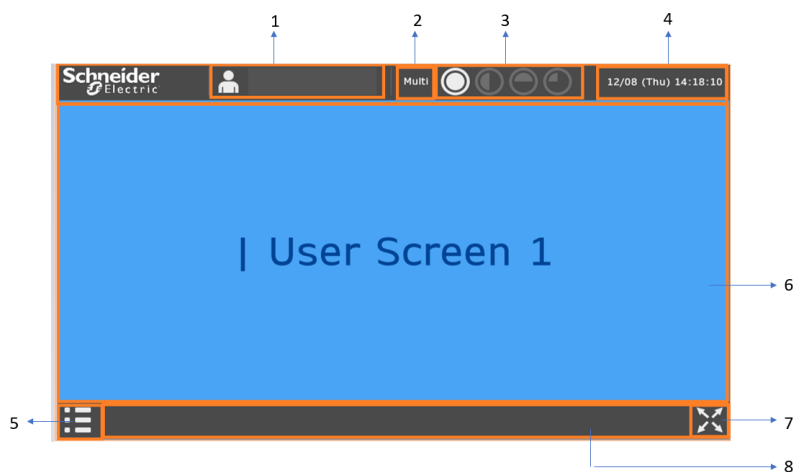 1 2 3 4
Schneider
Electric
Multi
12/08 (Thu) 14:18:10
| User Screen 1
6
5
7
8